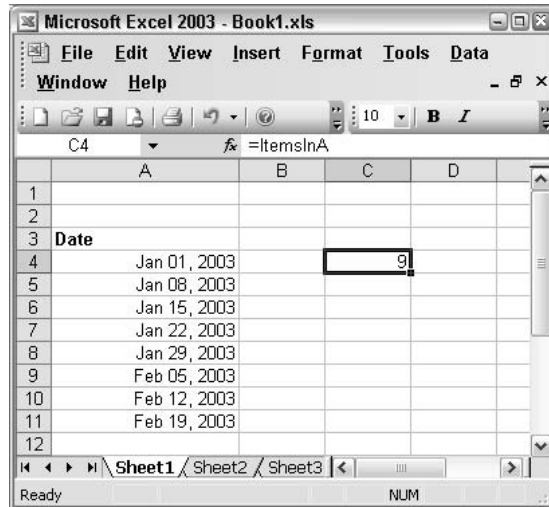 Microsoft Excel 2003 - Book1.xls
File Edit View Insert Format Tools Data
Window Help
10 B I
C4 fx =ItemsInA
A B C D
1
2
3 Date
4 Jan 01, 2003 9
5 Jan 08, 2003
6 Jan 15, 2003
7 Jan 22, 2003
8 Jan 29, 2003
9 Feb 05, 2003
10 Feb 12, 2003
11 Feb 19, 2003
12
Sheet1 / Sheet2 / Sheet3
Ready NUM